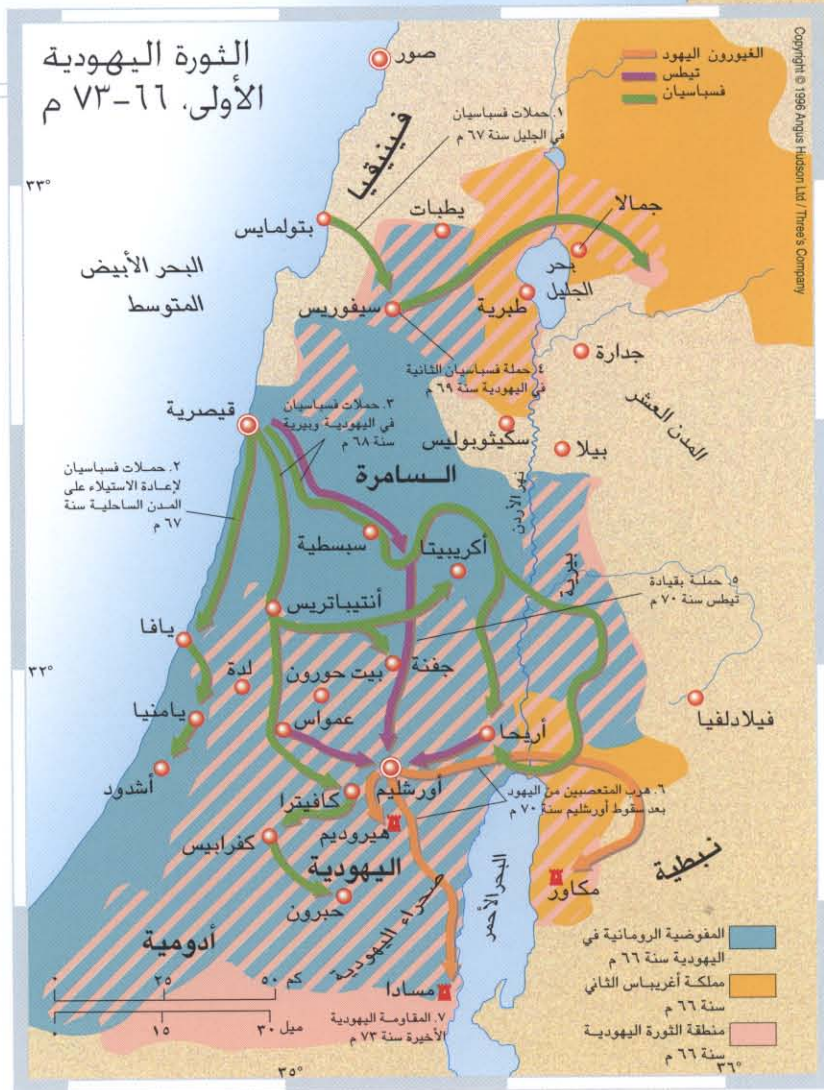 الثورة اليهودية
الأولى، ٦٦-٧٣ م
صور
الغيورون اليهود
تيطس
فسباسيان
Copyright © 1996 Angus Hudson Ltd / Three's Company
١. حملات فسباسيان
في الجليل سنة ٦٧ م
فينيقيا
٣٣°
يطبات
جمالا
بتولمايس
البحر الأبيض
المتوسط
بحر
الجليل
سيفوريس
طبرية
جدارة
٤. حملة فسباسيان الثانية
في اليهودية سنة ٦٩ م
قيصرية
٣. حملات فسباسيان
في اليهودية وبيرية
سنة ٦٨ م
سكيثوبوليس
بيلا
المدن العشر
السامرة
نهر الأردن
٢. حملات فسباسيان
لإعادة الاستيلاء على
المدن الساحلية سنة
٦٧ م
سبسطية
أكريبيتا
بيرية
٥. حملة بقيادة
تيطس سنة ٧٠ م
أنتيباتريس
يافا
٣٢°
لدة
بيت حورون
جفنة
فيلادلفيا
يامنيا
عمواس
أريحا
أشدود
أورشليم
٦. هرب المتعصبين من اليهود
بعد سقوط أورشليم سنة ٧٠ م
كافيترا
هيروديم
كفرابيس
اليهودية
نبطية
مكاور
البحر الأحمر
حبرون
صحراء اليهودية
أدومية
المفوضية الرومانية في
اليهودية سنة ٦٦ م
مملكة أغريباس الثاني
سنة ٦٦ م
منطقة الثورة اليهودية
سنة ٦٦ م
٠ ٢٥ ٥٠ كم
٠ ١٥ ٣٠ ميل
مسادا
٧. المقاومة اليهودية
الأخيرة سنة ٧٣ م
٣٥°
٣٦°